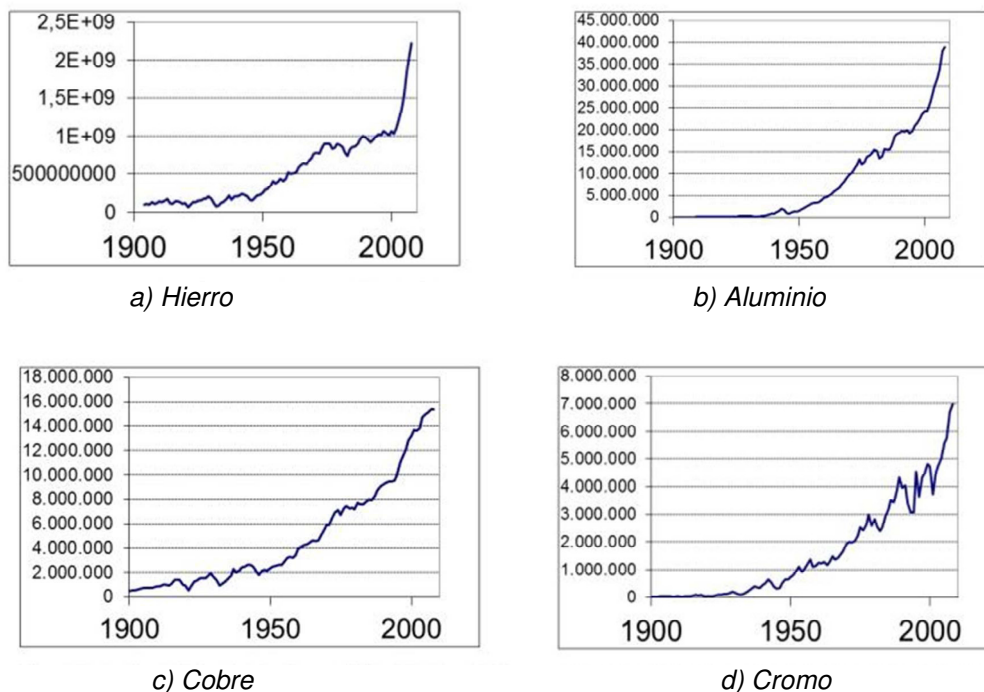 2,5E+09
2E+09
1,5E+09
1E+09
500000000
0
1900 1950 2000
a) Hierro
45.000.000
40.000.000
35.000.000
30.000.000
25.000.000
20.000.000
15.000.000
10.000.000
5.000.000
0
1900 1950 2000
b) Aluminio
18.000.000
16.000.000
14.000.000
12.000.000
10.000.000
8.000.000
6.000.000
4.000.000
2.000.000
0
1900 1950 2000
c) Cobre
8.000.000
7.000.000
6.000.000
5.000.000
4.000.000
3.000.000
2.000.000
1.000.000
0
1900 1950 2000
d) Cromo